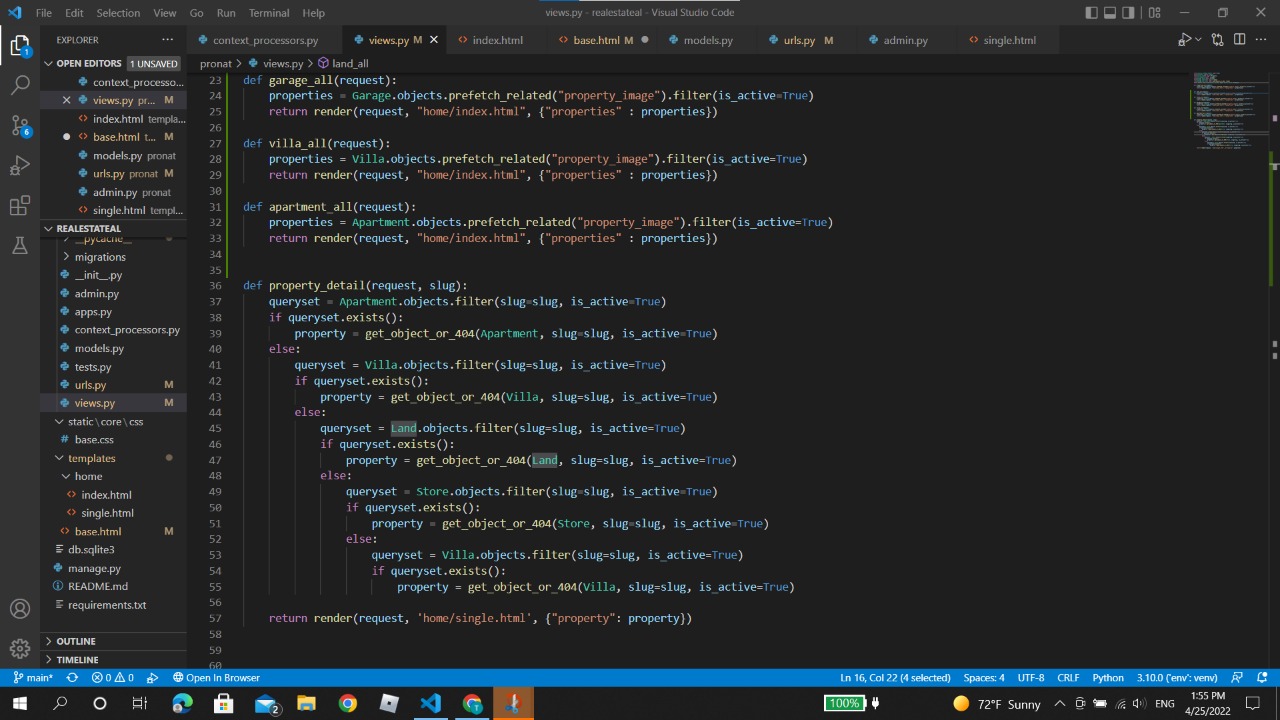 File Edit Selection View Go Run Terminal Help
views.py - realestateal - Visual Studio Code
EXPLORER
context_processors.py
views.py M
index.html
base.html M
models.py
urls.py M
admin.py
single.html
OPEN EDITORS 1 UNSAVED
context_processo...
views.py pr... M
index.html templa...
base.html t... M
models.py pronat
urls.py pronat M
admin.py pronat
single.html templ...
REALESTATEAL
__pycache__
migrations
__init__.py
admin.py
apps.py
context_processors.py
models.py
tests.py
urls.py M
views.py M
static\core\css
base.css
templates
home
index.html
single.html
base.html M
db.sqlite3
manage.py
README.md
requirements.txt
OUTLINE
TIMELINE
pronat > views.py > land_all
23 def garage_all(request):
24 properties = Garage.objects.prefetch_related("property_image").filter(is_active=True)
25 return render(request, "home/index.html", {"properties" : properties})
26
27 def villa_all(request):
28 properties = Villa.objects.prefetch_related("property_image").filter(is_active=True)
29 return render(request, "home/index.html", {"properties" : properties})
30
31 def apartment_all(request):
32 properties = Apartment.objects.prefetch_related("property_image").filter(is_active=True)
33 return render(request, "home/index.html", {"properties" : properties})
34
35
36 def property_detail(request, slug):
37 queryset = Apartment.objects.filter(slug=slug, is_active=True)
38 if queryset.exists():
39 property = get_object_or_404(Apartment, slug=slug, is_active=True)
40 else:
41 queryset = Villa.objects.filter(slug=slug, is_active=True)
42 if queryset.exists():
43 property = get_object_or_404(Villa, slug=slug, is_active=True)
44 else:
45 queryset = Land.objects.filter(slug=slug, is_active=True)
46 if queryset.exists():
47 property = get_object_or_404(Land, slug=slug, is_active=True)
48 else:
49 queryset = Store.objects.filter(slug=slug, is_active=True)
50 if queryset.exists():
51 property = get_object_or_404(Store, slug=slug, is_active=True)
52 else:
53 queryset = Villa.objects.filter(slug=slug, is_active=True)
54 if queryset.exists():
55 property = get_object_or_404(Villa, slug=slug, is_active=True)
56
57 return render(request, 'home/single.html', {"property": property})
58
59
60
main* 0 0 Open In Browser
Ln 16, Col 22 (4 selected) Spaces: 4 UTF-8 CRLF Python 3.10.0 ('env': venv)
100% 72°F Sunny ENG 1:55 PM
4/25/2022